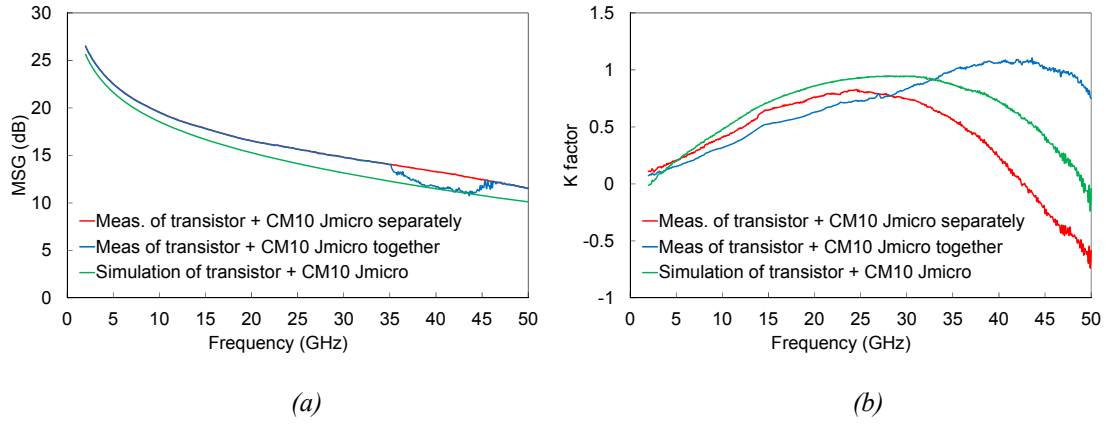 30
25
20
15
10
5
0
MSG (dB)
Meas. of transistor + CM10 Jmicro separately
Meas of transistor + CM10 Jmicro together
Simulation of transistor + CM10 Jmicro
0 5 10 15 20 25 30 35 40 45 50
Frequency (GHz)
(a)
1.5
1
0.5
0
-0.5
-1
K factor
Meas. of transistor + CM10 Jmicro separately
Meas of transistor + CM10 Jmicro together
Simulation of transistor + CM10 Jmicro
0 5 10 15 20 25 30 35 40 45 50
Frequency (GHz)
(b)